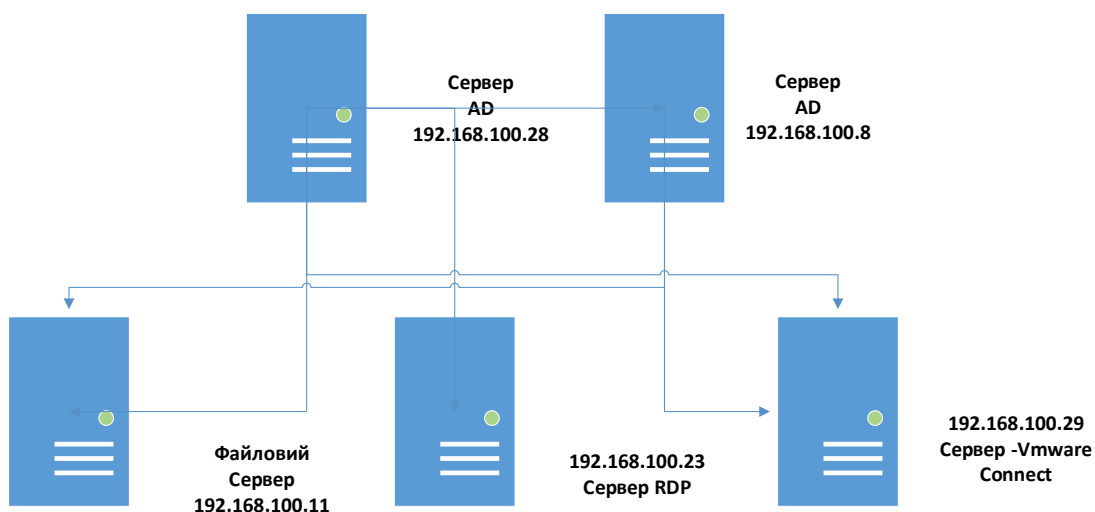 Сервер
AD
192.168.100.28
Сервер
AD
192.168.100.8
Файловий
Сервер
192.168.100.11
192.168.100.23
Сервер RDP
192.168.100.29
Сервер -Vmware
Connect